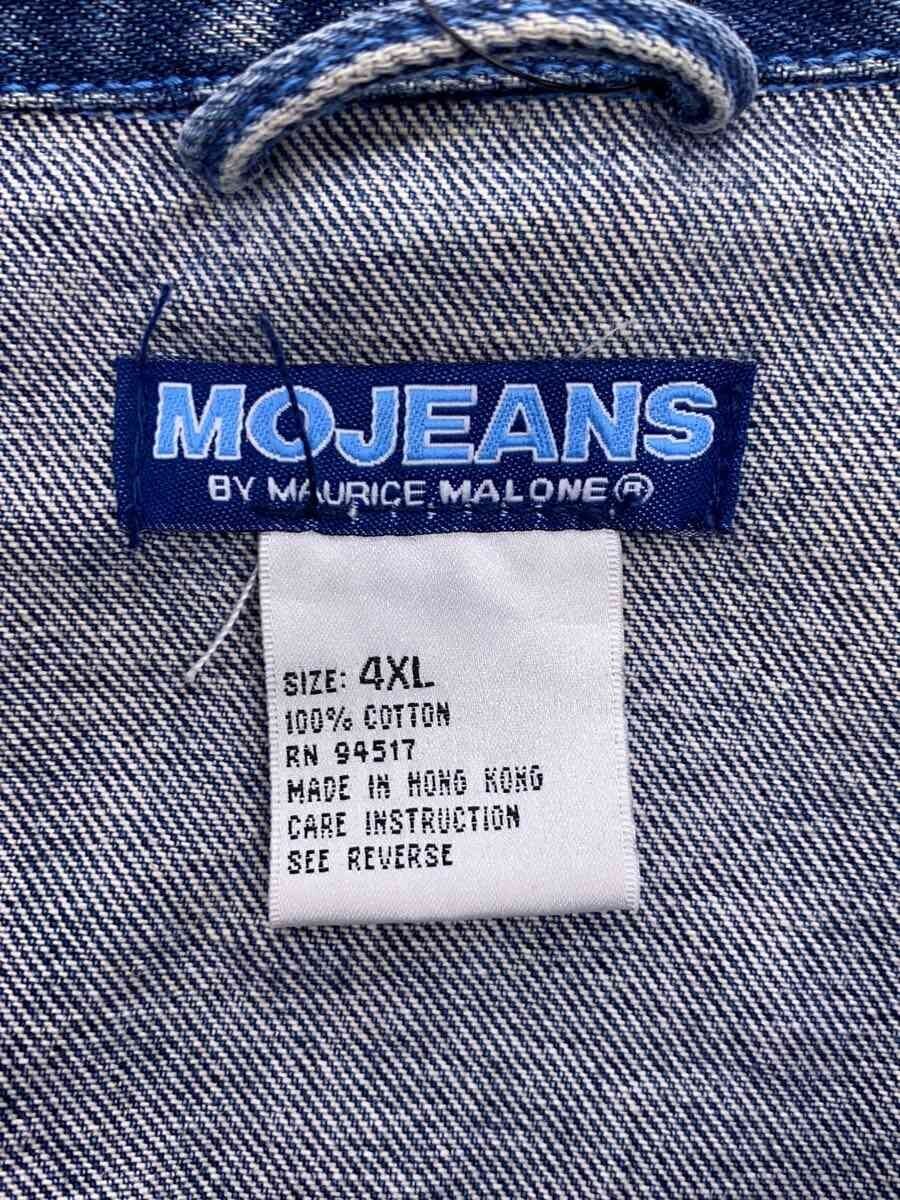 MOJEANS
BY MAURICE MALONE®
SIZE: 4XL
100% COTTON
RN 94517
MADE IN HONG KONG
CARE INSTRUCTION
SEE REVERSE